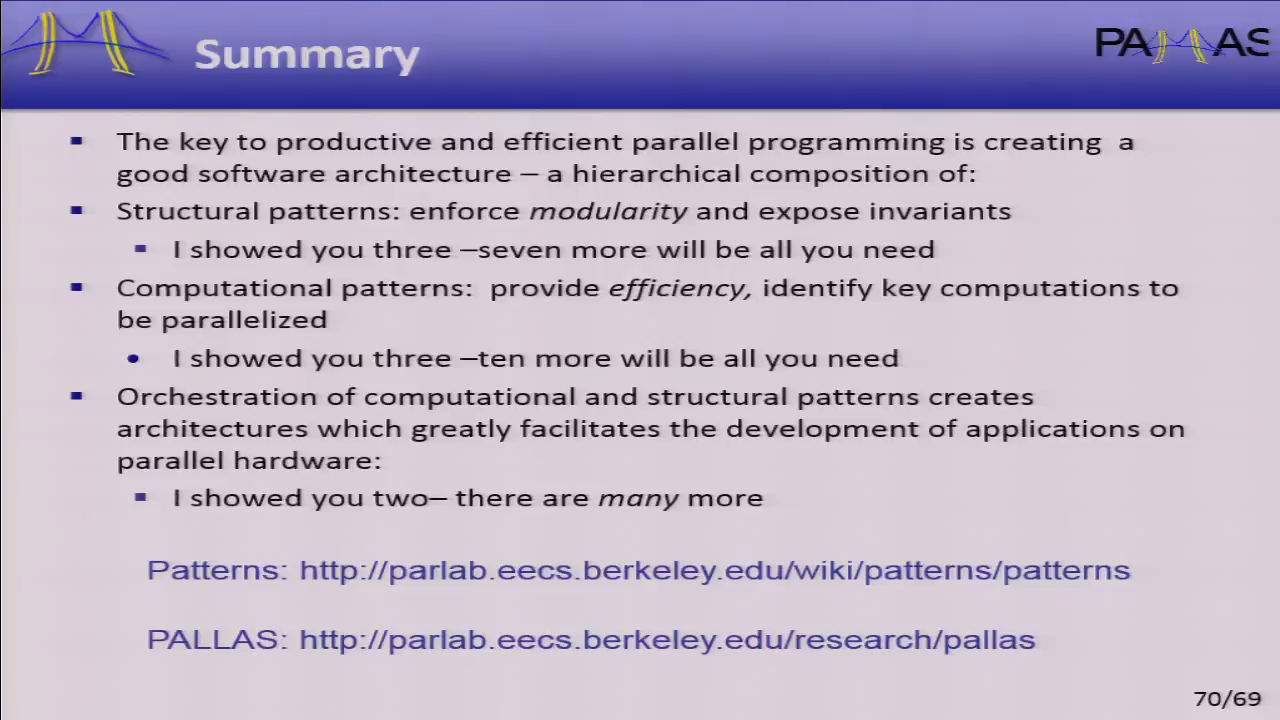 Summary
PALLAS
The key to productive and efficient parallel programming is creating a
good software architecture – a hierarchical composition of:
Structural patterns: enforce modularity and expose invariants
I showed you three –seven more will be all you need
Computational patterns: provide efficiency, identify key computations to
be parallelized
I showed you three –ten more will be all you need
Orchestration of computational and structural patterns creates
architectures which greatly facilitates the development of applications on
parallel hardware:
I showed you two– there are many more
Patterns: http://parlab.eecs.berkeley.edu/wiki/patterns/patterns
PALLAS: http://parlab.eecs.berkeley.edu/research/pallas
70/69